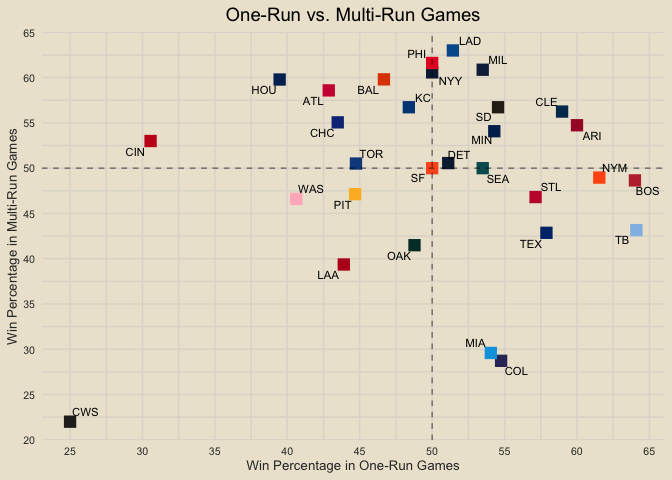 One-Run vs. Multi-Run Games
65
60
55
50
45
40
35
30
25
20
Win Percentage in Multi-Run Games
LAD
PHI
MIL
NYY
HOU
BAL
ATL
KC
CLE
SD
CHC
MIN
ARI
CIN
TOR
DET
NYM
SF
SEA
STL
BOS
WAS
PIT
TEX
TB
OAK
LAA
MIA
COL
CWS
25
30
35
40
45
50
55
60
65
Win Percentage in One-Run Games